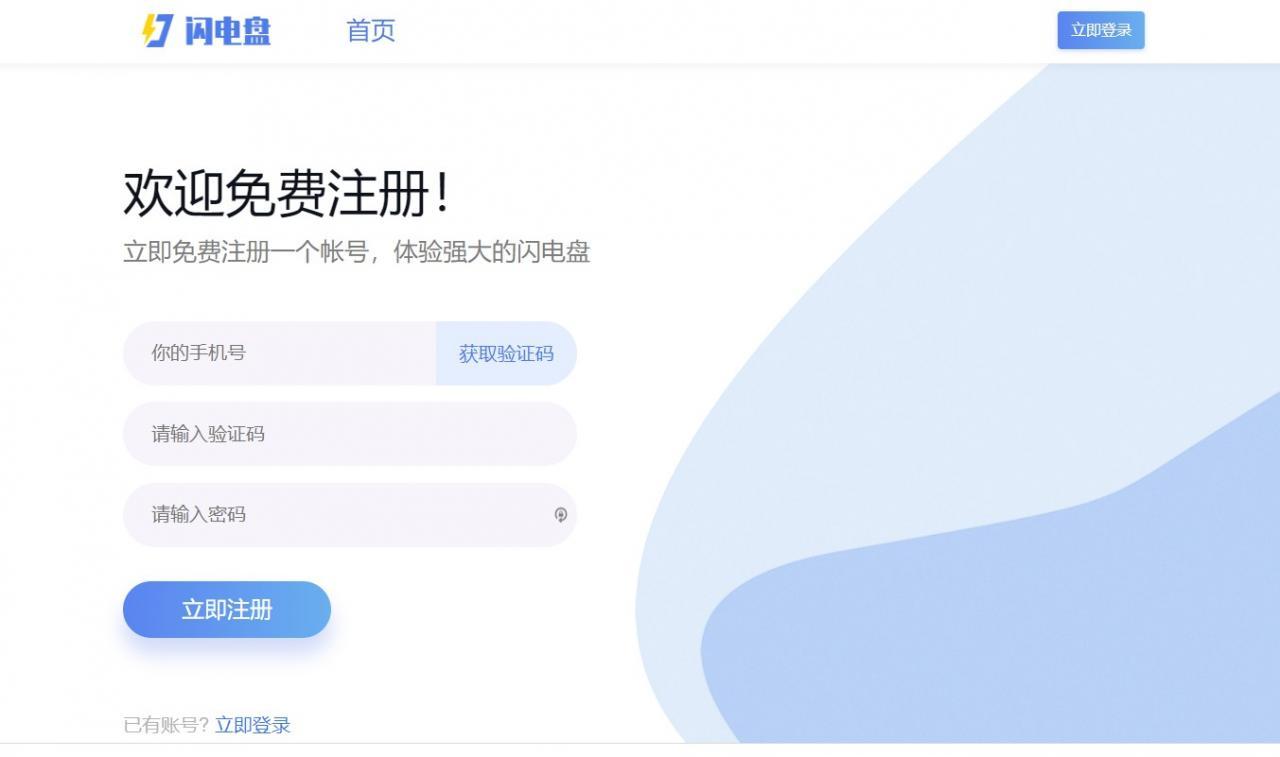 闪电盘 首页 立即登录
欢迎免费注册！
立即免费注册一个帐号，体验强大的闪电盘
你的手机号 获取验证码
请输入验证码
请输入密码
立即注册
已有账号? 立即登录